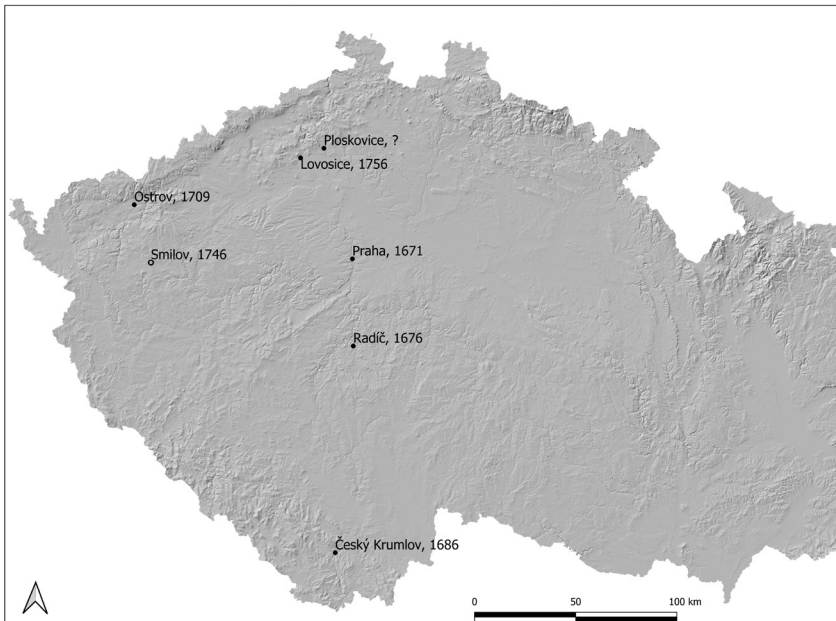 Ploskovice, ?
Lovosice, 1756
Ostrov, 1709
Smilov, 1746
Praha, 1671
Radíč, 1676
Český Krumlov, 1686
0 50 100 km